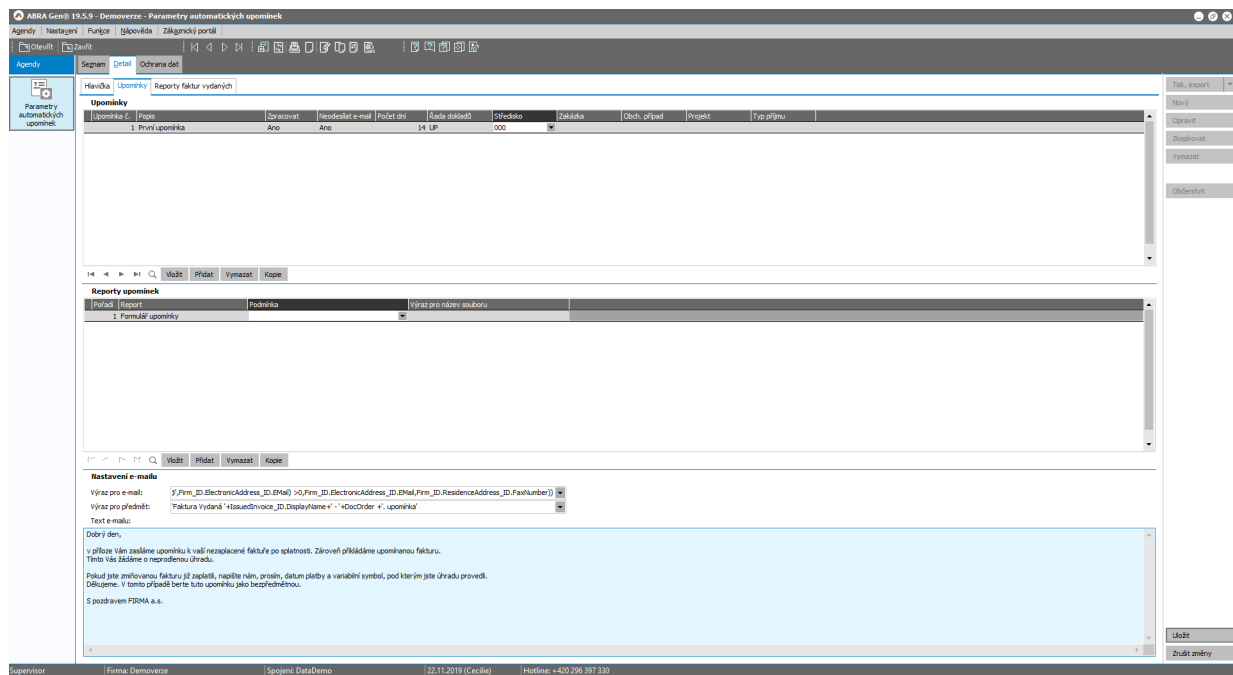 ABRA Gen® 19.5.9 - Demoverze - Parametry automatických upomínek
Agendy Nastavení Funkce Nápověda Zákaznický portál
Otevřít Zavřít
Agendy Seznam Detail Ochrana dat
Parametry automatických upomínek
Hlavička Upomínky Reporty faktur vydaných
Upomínky
Upomínka č. Popis Zpracovat Neodesílat e-mail Počet dní Řada dokladů Středisko Zakázka Obch. případ Projekt Typ příjmu
1 První upomínka Ano Ano 14 UP 000
Vložit Přidat Vymazat Kopie
Reporty upomínek
Pořadí Report Podmínka Výraz pro název souboru
1 Formulář upomínky
Vložit Přidat Vymazat Kopie
Nastavení e-mailu
Výraz pro e-mail: ',Firm_ID.ElectronicAddress_ID.EMail) >0,Firm_ID.ElectronicAddress_ID.EMail,Firm_ID.ResidenceAddress_ID.FaxNumber))
Výraz pro předmět: 'Faktura Vydaná '+IssuedInvoice_ID.DisplayName+' - '+DocOrder +'. upomínka'
Text e-mailu:
Dobrý den,
v příloze Vám zasíláme upomínku k vaší nezaplacené faktuře po splatnosti. Zároveň přikládáme upomínanou fakturu.
Tímto Vás žádáme o neprodlenou úhradu.
Pokud jste zmiňovanou fakturu již zaplatili, napište nám, prosím, datum platby a variabilní symbol, pod kterým jste úhradu provedli.
Děkujeme. V tomto případě berte tuto upomínku jako bezpředmětnou.
S pozdravem FIRMA a.s.
Tisk, export
Nový
Opravit
Zkopírovat
Vymazat
Občerstvit
Uložit
Zrušit změny
Supervisor Firma: Demoverze Spojení: DataDemo 22.11.2019 (Cecílie) Hotline: +420 296 397 330